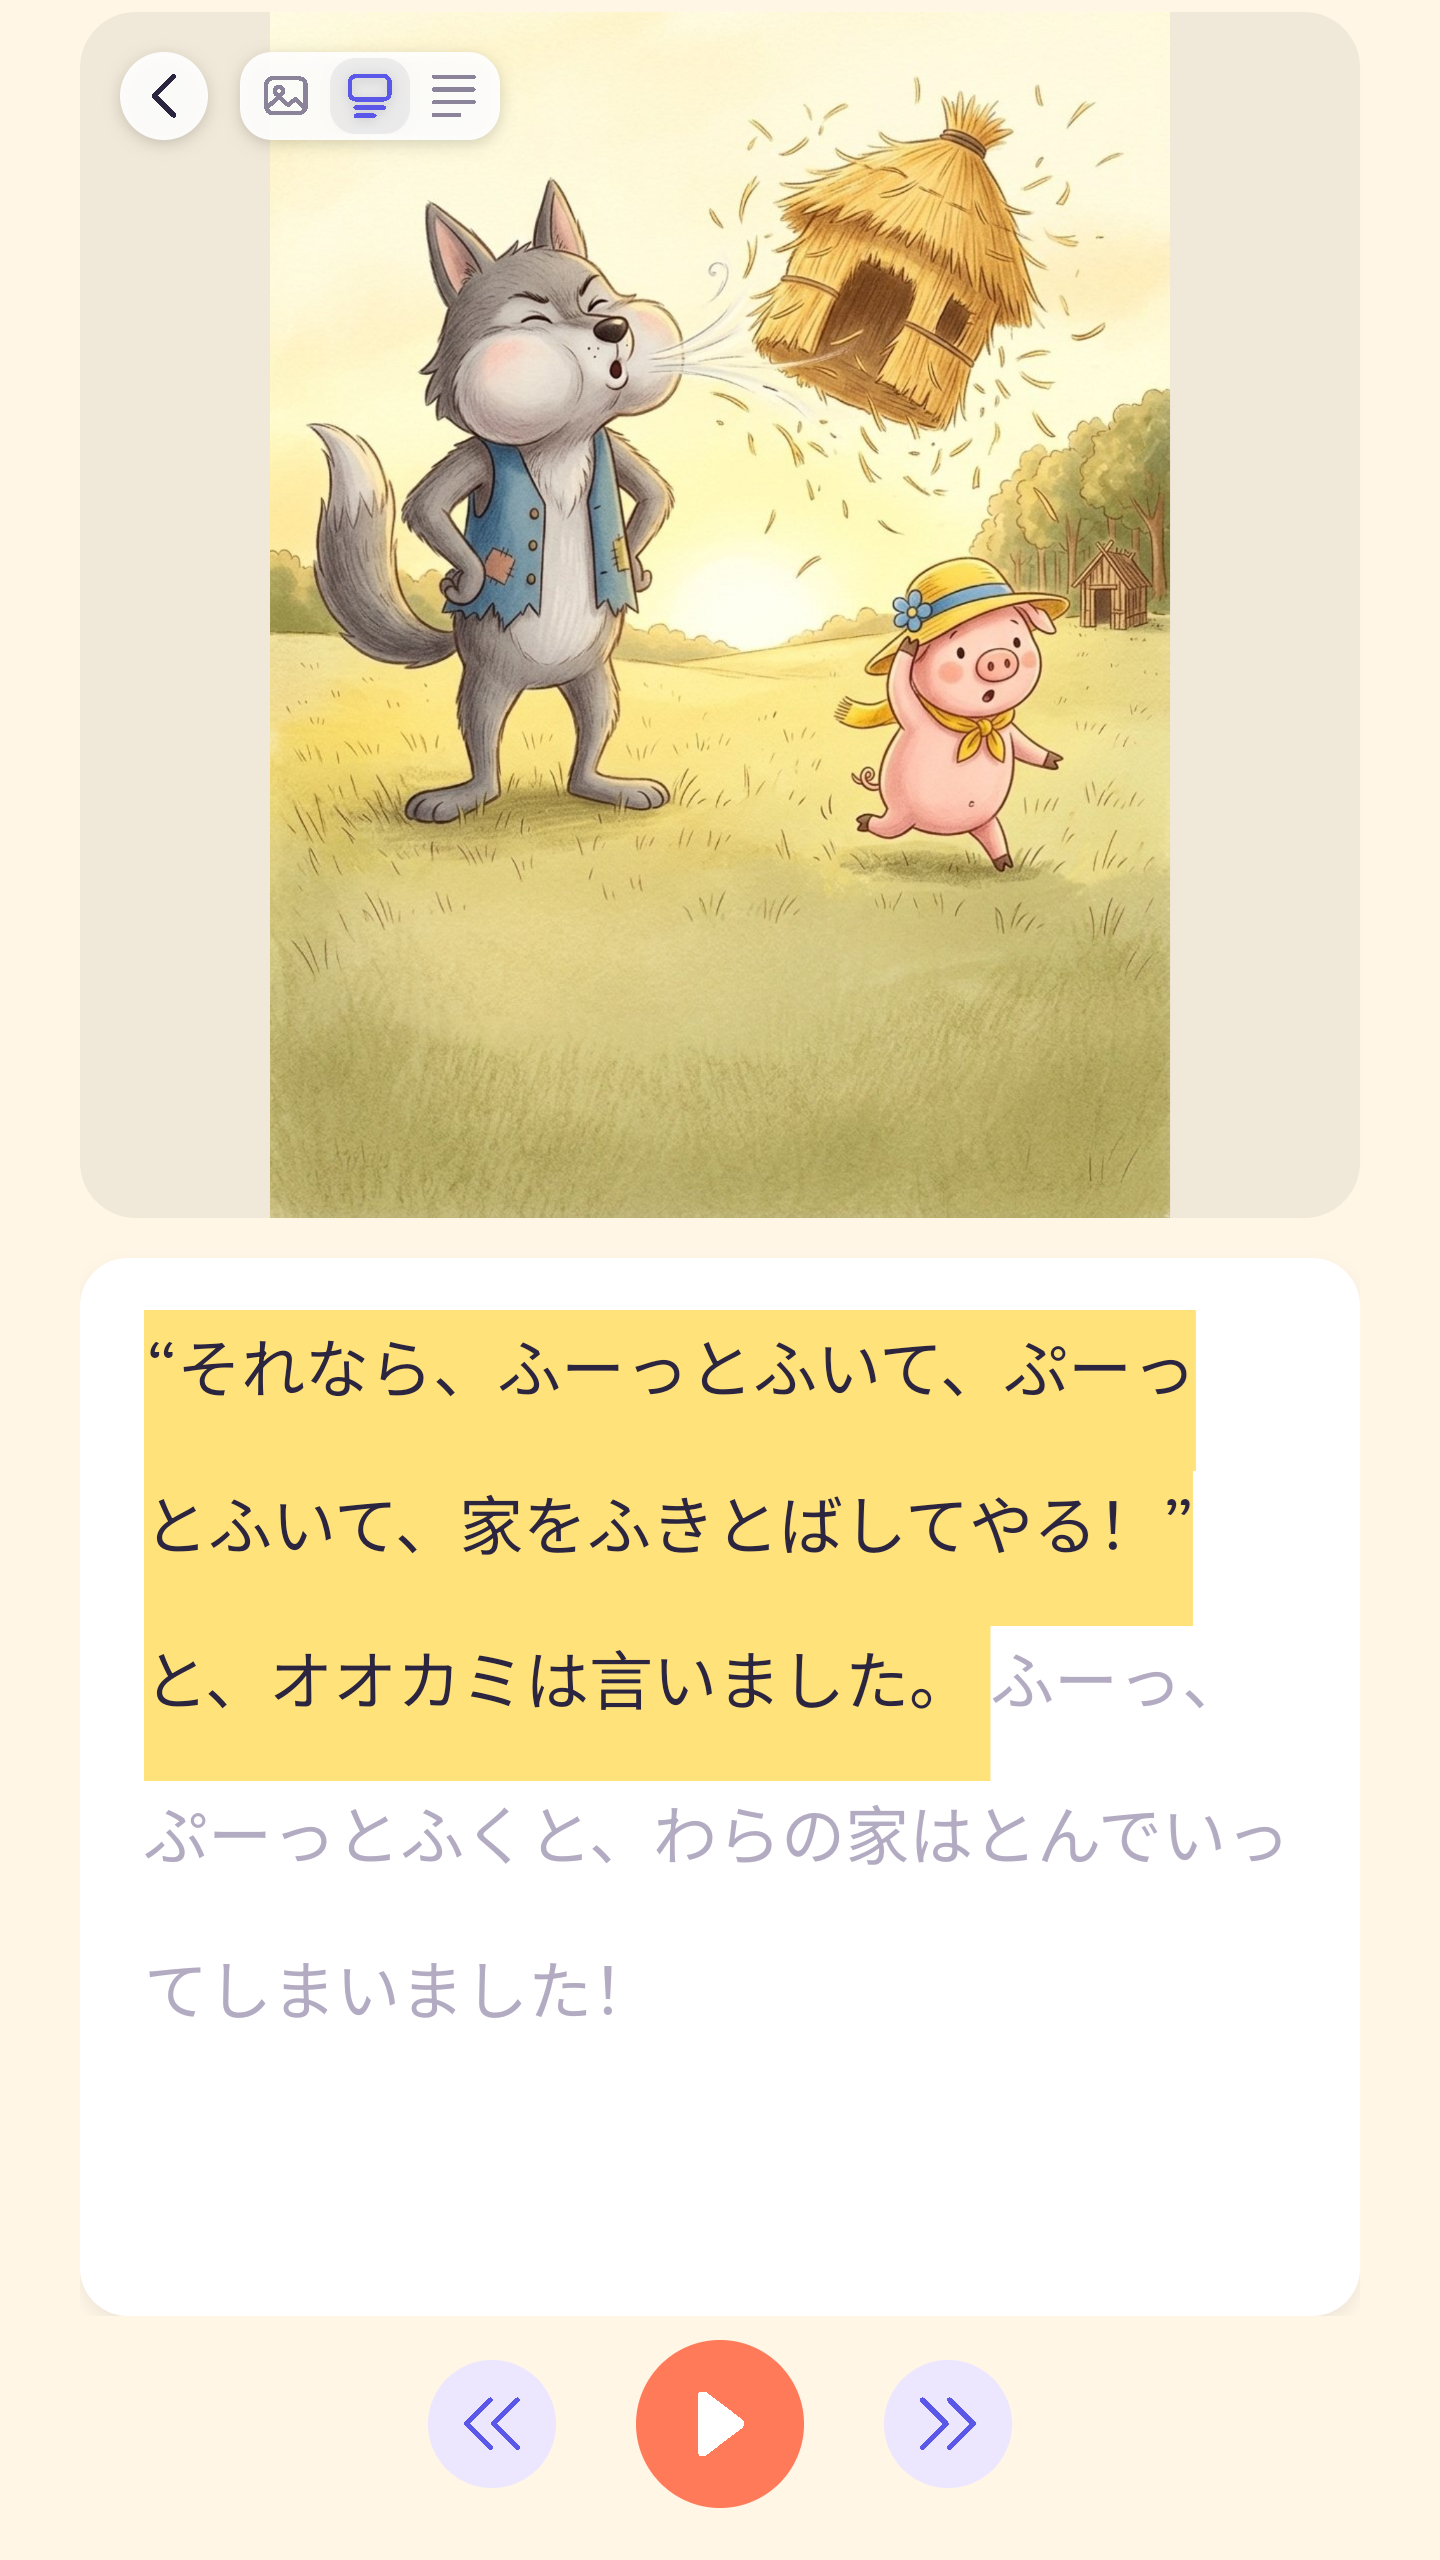 “それなら、ふーっとふいて、ぷーっ
とふいて、家をふきとばしてやる！”
と、オオカミは言いました。 ふーっ、
ぷーっとふくと、わらの家はとんでいっ
てしまいました！